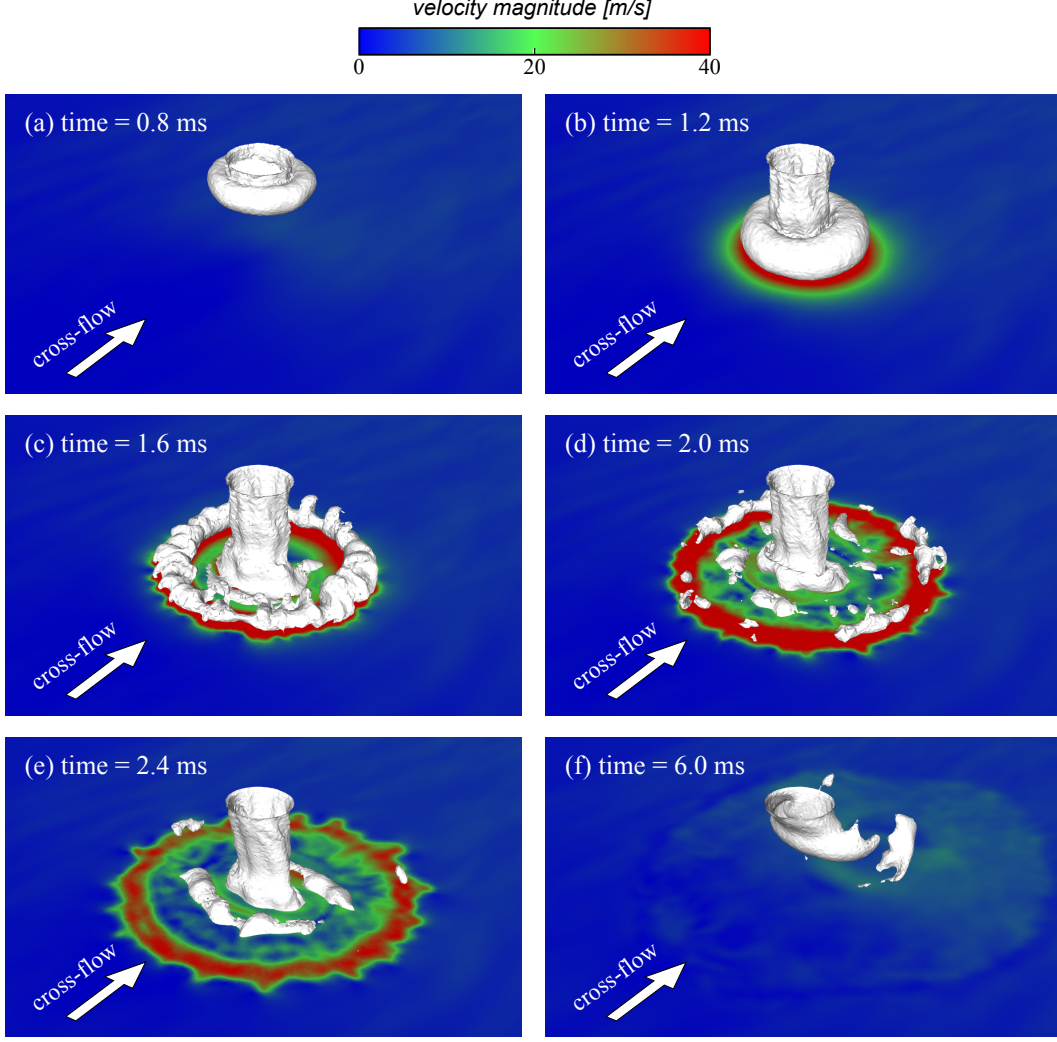 velocity magnitude [m/s]
0 20 40
(a) time = 0.8 ms
cross-flow
(b) time = 1.2 ms
cross-flow
(c) time = 1.6 ms
cross-flow
(d) time = 2.0 ms
cross-flow
(e) time = 2.4 ms
cross-flow
(f) time = 6.0 ms
cross-flow